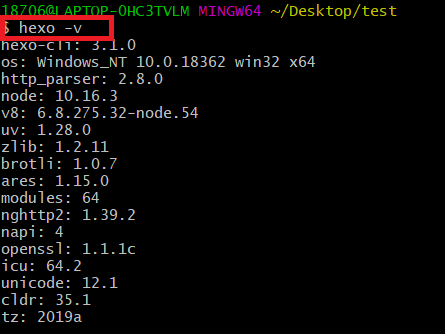 18706@LAPTOP-0HC3TVLM MINGW64 ~/Desktop/test
$ hexo -v
hexo-cli: 3.1.0
os: Windows_NT 10.0.18362 win32 x64
http_parser: 2.8.0
node: 10.16.3
v8: 6.8.275.32-node.54
uv: 1.28.0
zlib: 1.2.11
brotli: 1.0.7
ares: 1.15.0
modules: 64
nghttp2: 1.39.2
napi: 4
openssl: 1.1.1c
icu: 64.2
unicode: 12.1
cldr: 35.1
tz: 2019a